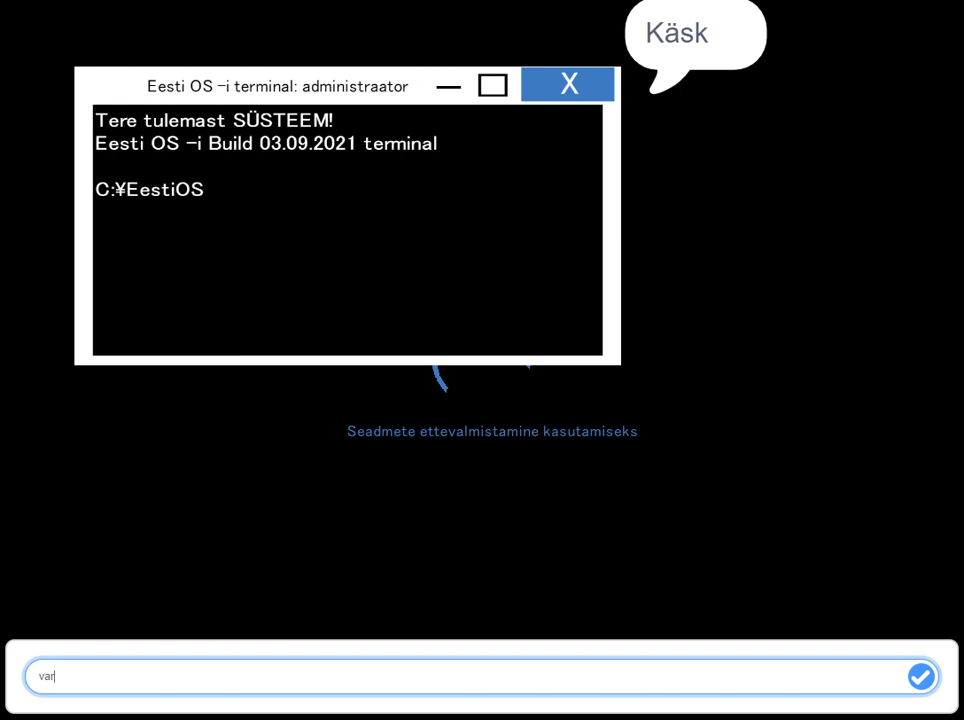 Käsk
Eesti OS -i terminal: administraator
X
Tere tulemast SÜSTEEM!
Eesti OS -i Build 03.09.2021 terminal
C:¥EestiOS
Seadmete ettevalmistamine kasutamiseks
var